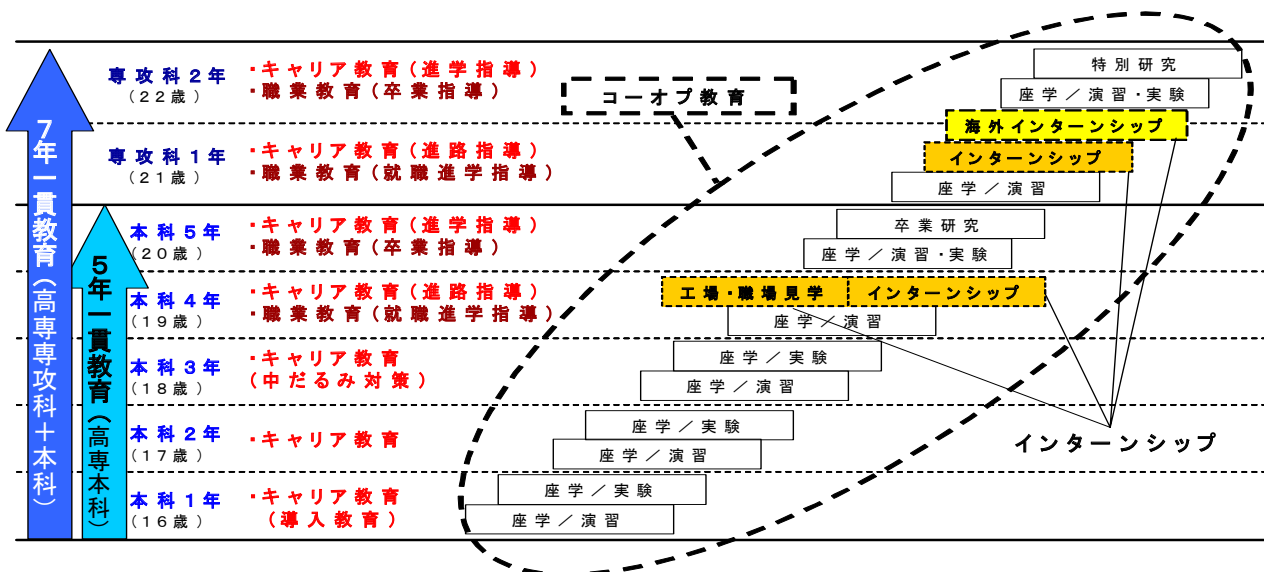 7年一貫教育(高専専攻科+本科)
5年一貫教育(高専本科)
専攻科2年
(22歳)
・キャリア教育(進学指導)
・職業教育(卒業指導)
コーオプ教育
特別研究
座学/演習・実験
海外インターンシップ
専攻科1年
(21歳)
・キャリア教育(進路指導)
・職業教育(就職進学指導)
インターンシップ
座学/演習
本科5年
(20歳)
・キャリア教育(進学指導)
・職業教育(卒業指導)
卒業研究
座学/演習・実験
本科4年
(19歳)
・キャリア教育(進路指導)
・職業教育(就職進学指導)
工場・職場見学
インターンシップ
座学/演習
本科3年
(18歳)
・キャリア教育
(中だるみ対策)
座学/実験
座学/演習
本科2年
(17歳)
・キャリア教育
座学/実験
座学/演習
インターンシップ
本科1年
(16歳)
・キャリア教育
(導入教育)
座学/実験
座学/演習